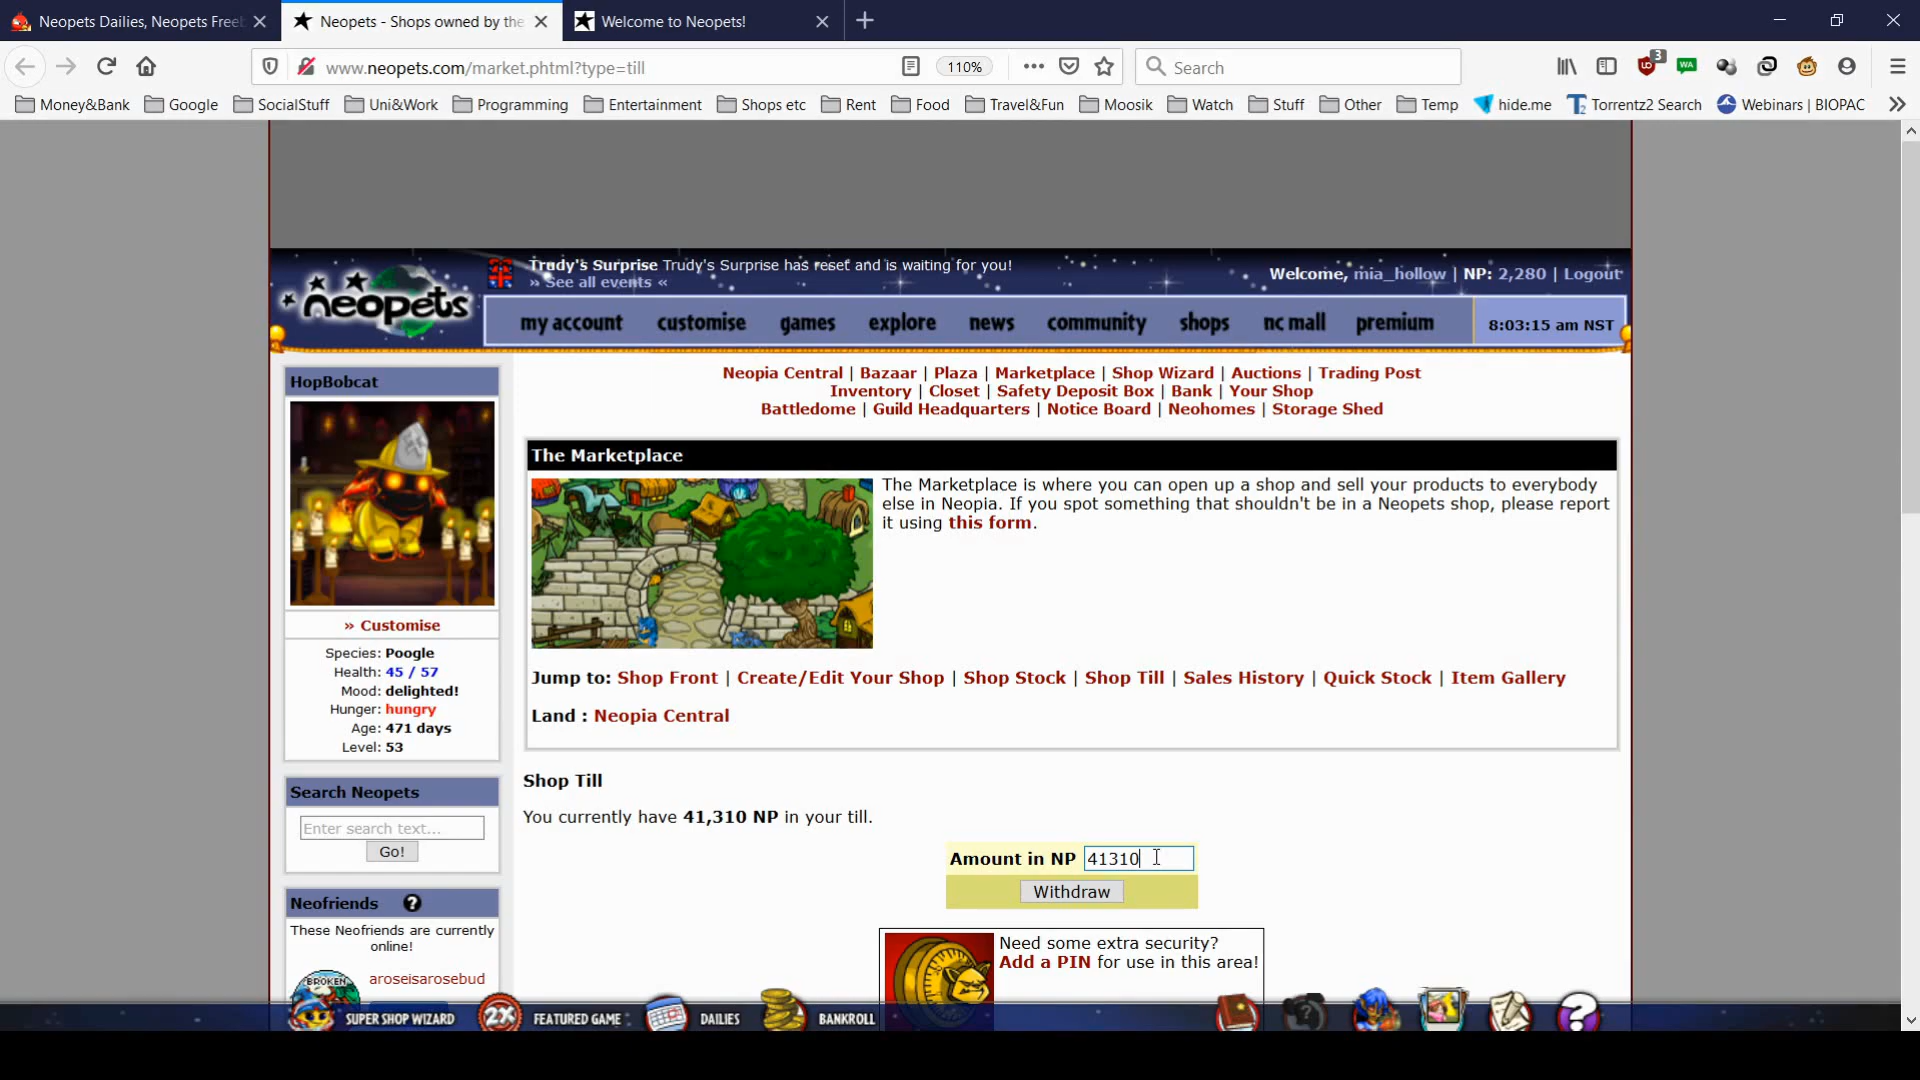 Neopets Dailies, Neopets Freeb
Neopets - Shops owned by the
Welcome to Neopets!
www.neopets.com/market.phtml?type=till
110%
Search
3
WA
Money&Bank
Google
SocialStuff
Uni&Work
Programming
Entertainment
Shops etc
Rent
Food
Travel&Fun
Moosik
Watch
Stuff
Other
Temp
hide.me
Torrentz2 Search
Webinars | BIOPAC
neopets
Trudy's Surprise Trudy's Surprise has reset and is waiting for you!
» See all events «
Welcome, mia_hollow | NP: 2,280 | Logout
my account
customise
games
explore
news
community
shops
nc mall
premium
8:03:15 am NST
HopBobcat
» Customise
Species: Poogle
Health: 45 / 57
Mood: delighted!
Hunger: hungry
Age: 471 days
Level: 53
Search Neopets
Enter search text...
Go!
Neofriends ?
These Neofriends are currently
online!
BROKEN
aroseisarosebud
Neopia Central | Bazaar | Plaza | Marketplace | Shop Wizard | Auctions | Trading Post
Inventory | Closet | Safety Deposit Box | Bank | Your Shop
Battledome | Guild Headquarters | Notice Board | Neohomes | Storage Shed
The Marketplace
The Marketplace is where you can open up a shop and sell your products to everybody
else in Neopia. If you spot something that shouldn't be in a Neopets shop, please report
it using this form.
Jump to: Shop Front | Create/Edit Your Shop | Shop Stock | Shop Till | Sales History | Quick Stock | Item Gallery
Land : Neopia Central
Shop Till
You currently have 41,310 NP in your till.
Amount in NP 41310
Withdraw
Need some extra security?
Add a PIN for use in this area!
SUPER SHOP WIZARD
2X
FEATURED GAME
DAILIES
BANKROLL
?